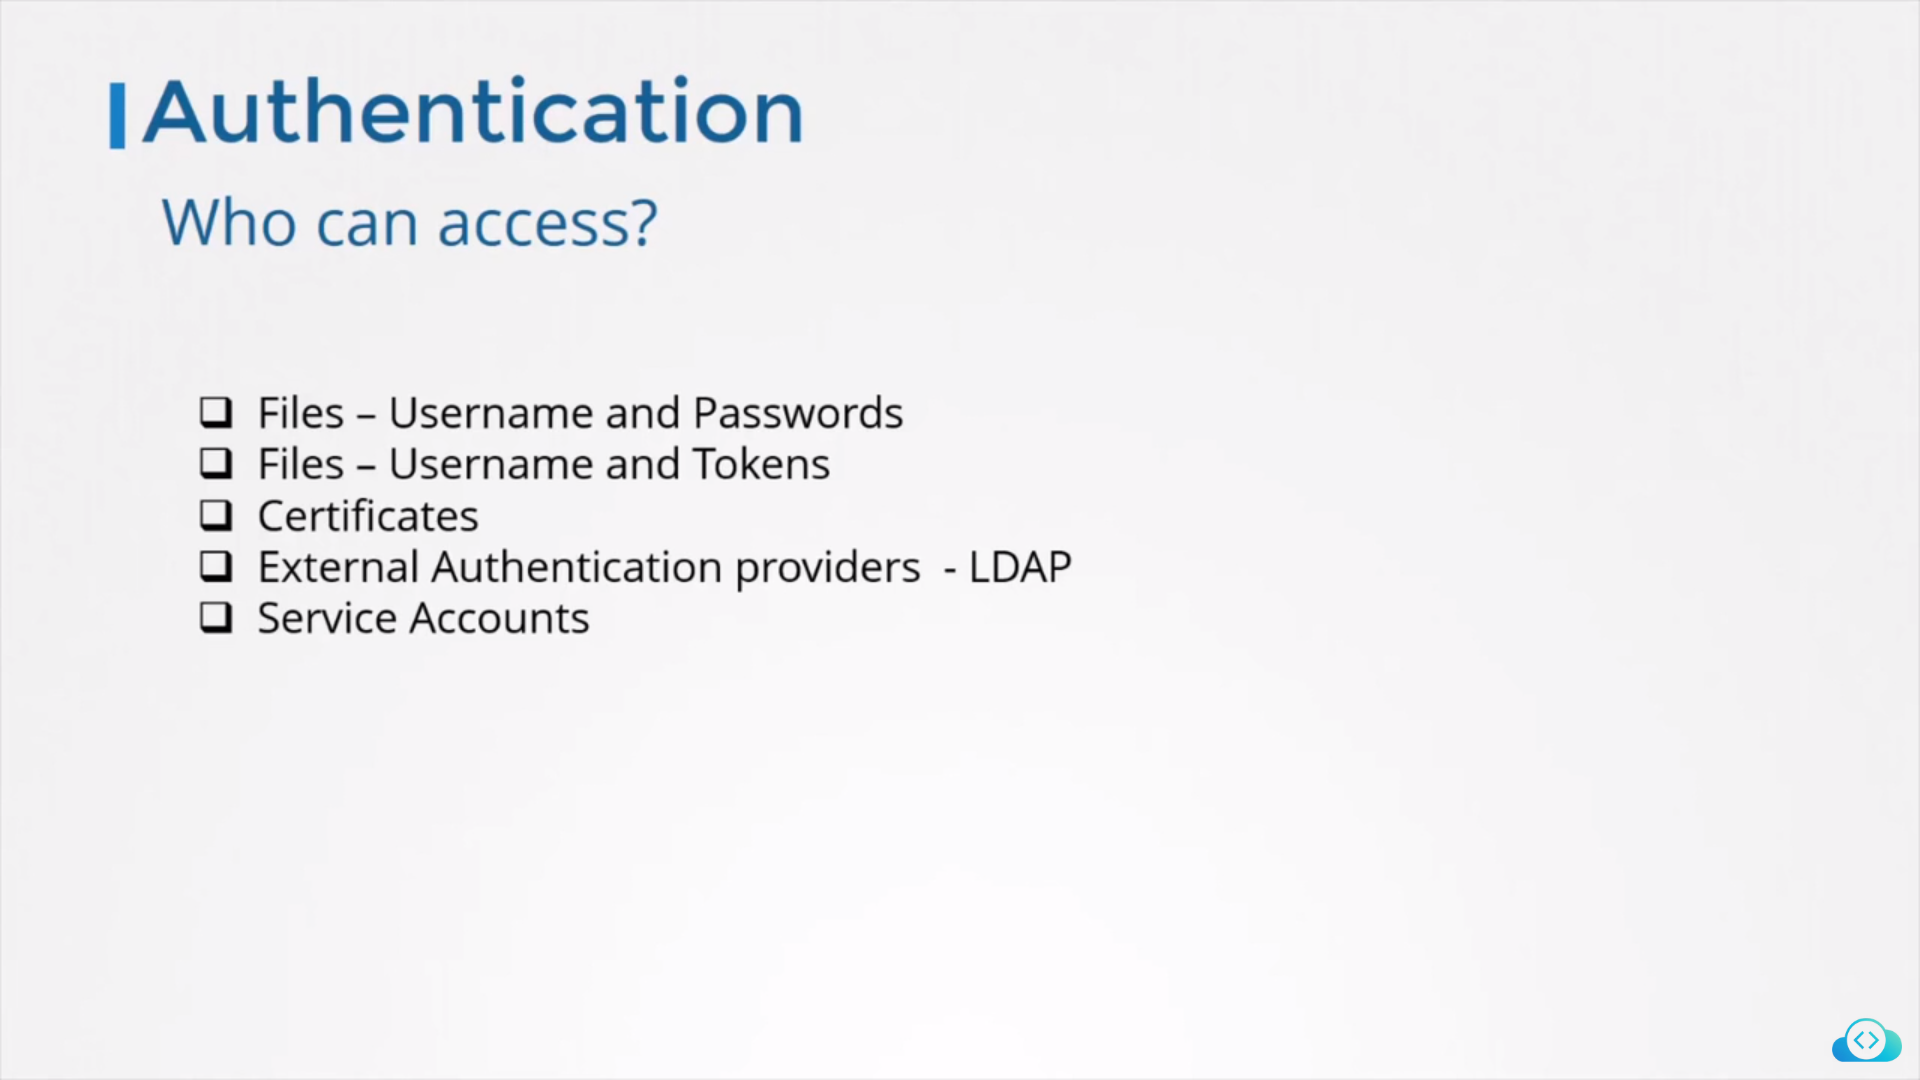 Authentication
Who can access?
Files – Username and Passwords
Files – Username and Tokens
Certificates
External Authentication providers  - LDAP
Service Accounts